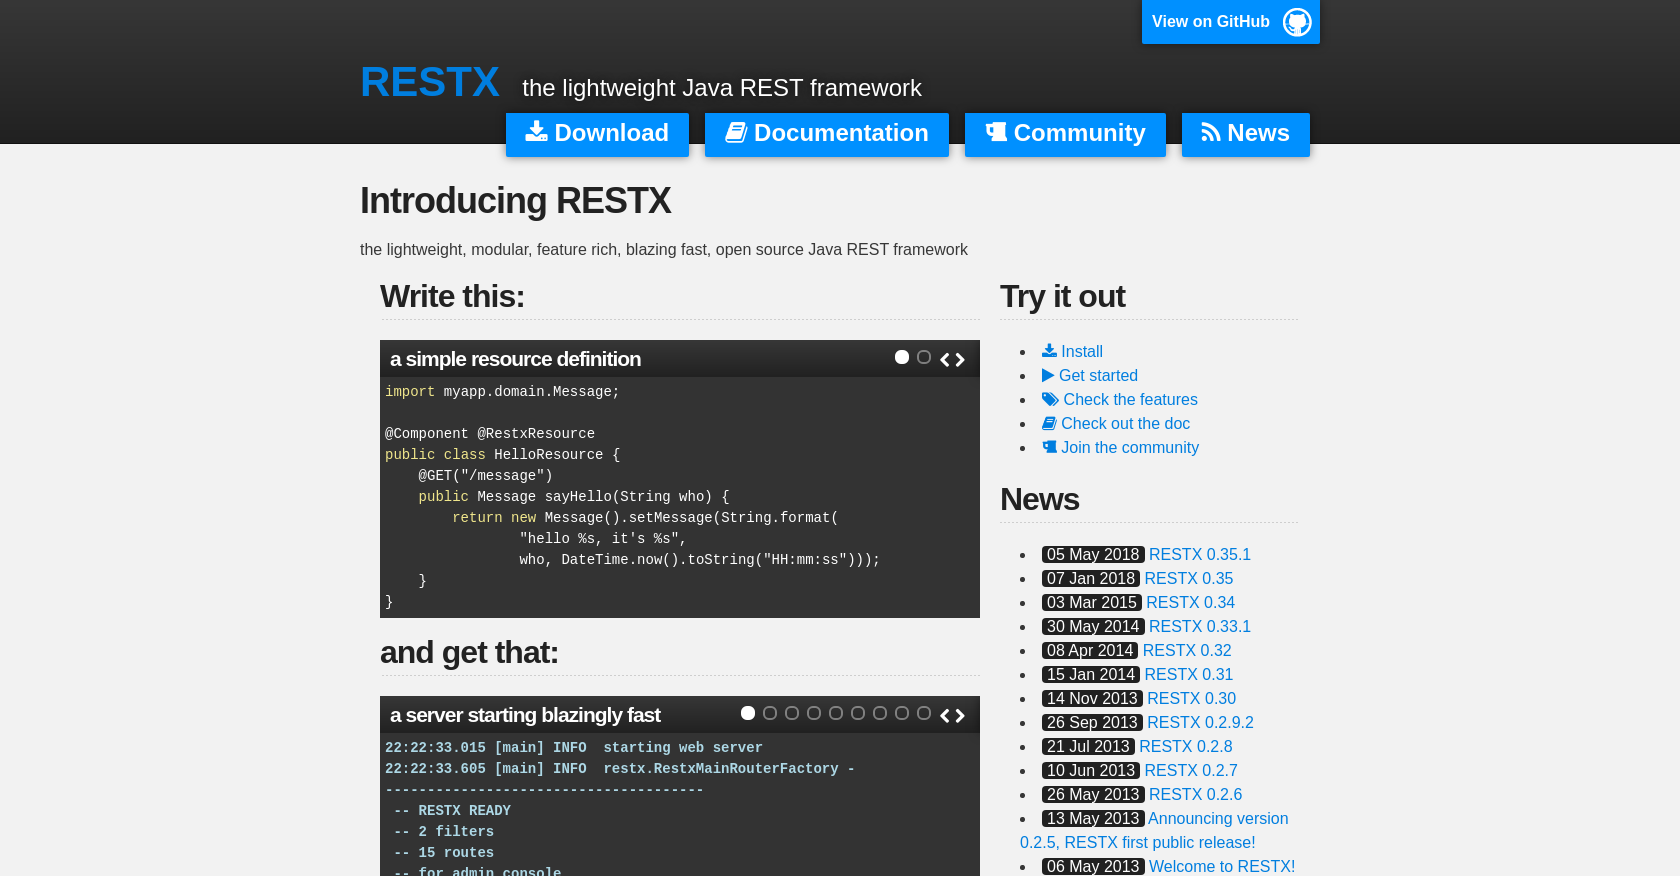 View on GitHub
RESTX the lightweight Java REST framework
Download Documentation Community News
Introducing RESTX
the lightweight, modular, feature rich, blazing fast, open source Java REST framework
Write this:
a simple resource definition
import myapp.domain.Message;
@Component @RestxResource
public class HelloResource {
    @GET("/message")
    public Message sayHello(String who) {
        return new Message().setMessage(String.format(
                "hello %s, it's %s",
                who, DateTime.now().toString("HH:mm:ss")));
    }
}
and get that:
a server starting blazingly fast
22:22:33.015 [main] INFO  starting web server
22:22:33.605 [main] INFO  restx.RestxMainRouterFactory -
--------------------------------------
 -- RESTX READY
 -- 2 filters
 -- 15 routes
 -- for admin console
Try it out
Install
Get started
Check the features
Check out the doc
Join the community
News
05 May 2018 RESTX 0.35.1
07 Jan 2018 RESTX 0.35
03 Mar 2015 RESTX 0.34
30 May 2014 RESTX 0.33.1
08 Apr 2014 RESTX 0.32
15 Jan 2014 RESTX 0.31
14 Nov 2013 RESTX 0.30
26 Sep 2013 RESTX 0.2.9.2
21 Jul 2013 RESTX 0.2.8
10 Jun 2013 RESTX 0.2.7
26 May 2013 RESTX 0.2.6
13 May 2013 Announcing version
0.2.5, RESTX first public release!
06 May 2013 Welcome to RESTX!